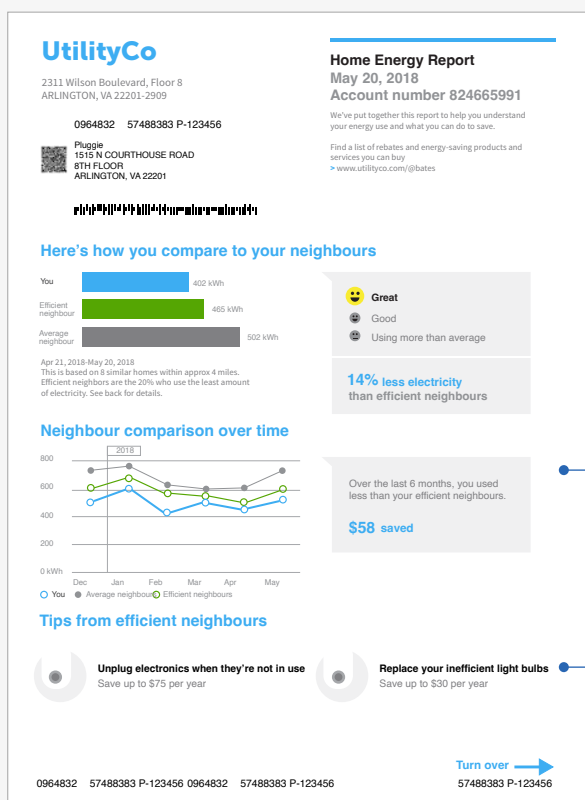 UtilityCo
2311 Wilson Boulevard, Floor 8
ARLINGTON, VA 22201-2909
0964832 57488383 P-123456
Pluggie
1515 N COURTHOUSE ROAD
8TH FLOOR
ARLINGTON, VA 22201
Home Energy Report
May 20, 2018
Account number 824665991
We've put together this report to help you understand
your energy use and what you can do to save.
Find a list of rebates and energy-saving products and
services you can buy
> www.utilityco.com/@bates
Here's how you compare to your neighbours
You
402 kWh
Efficient
neighbour
465 kWh
Average
neighbour
502 kWh
Apr 21, 2018-May 20, 2018
This is based on 8 similar homes within approx 4 miles.
Efficient neighbors are the 20% who use the least amount
of electricity. See back for details.
Great
Good
Using more than average
14% less electricity
than efficient neighbours
Neighbour comparison over time
2018
800
600
400
200
0 kWh
Dec Jan Feb Mar Apr May
You Average neighbours Efficient neighbours
Over the last 6 months, you used
less than your efficient neighbours.
$58 saved
Tips from efficient neighbours
Unplug electronics when they're not in use
Save up to $75 per year
Replace your inefficient light bulbs
Save up to $30 per year
Turn over
0964832 57488383 P-123456 0964832 57488383 P-123456 57488383 P-123456